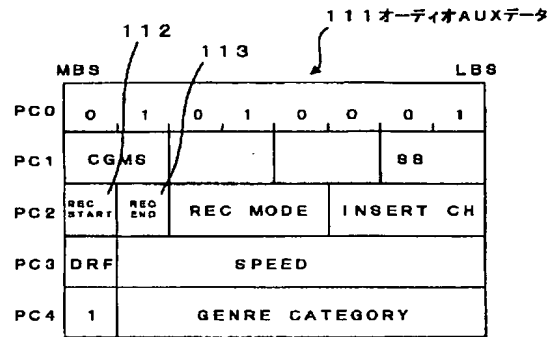 111オーディオAUXデータ
112
113
MBS LBS
PC0 0 1 0 1 0 0 0 1
PC1 CGMS SS
PC2 REC START REC END REC MODE INSERT CH
PC3 DRF SPEED
PC4 1 GENRE CATEGORY